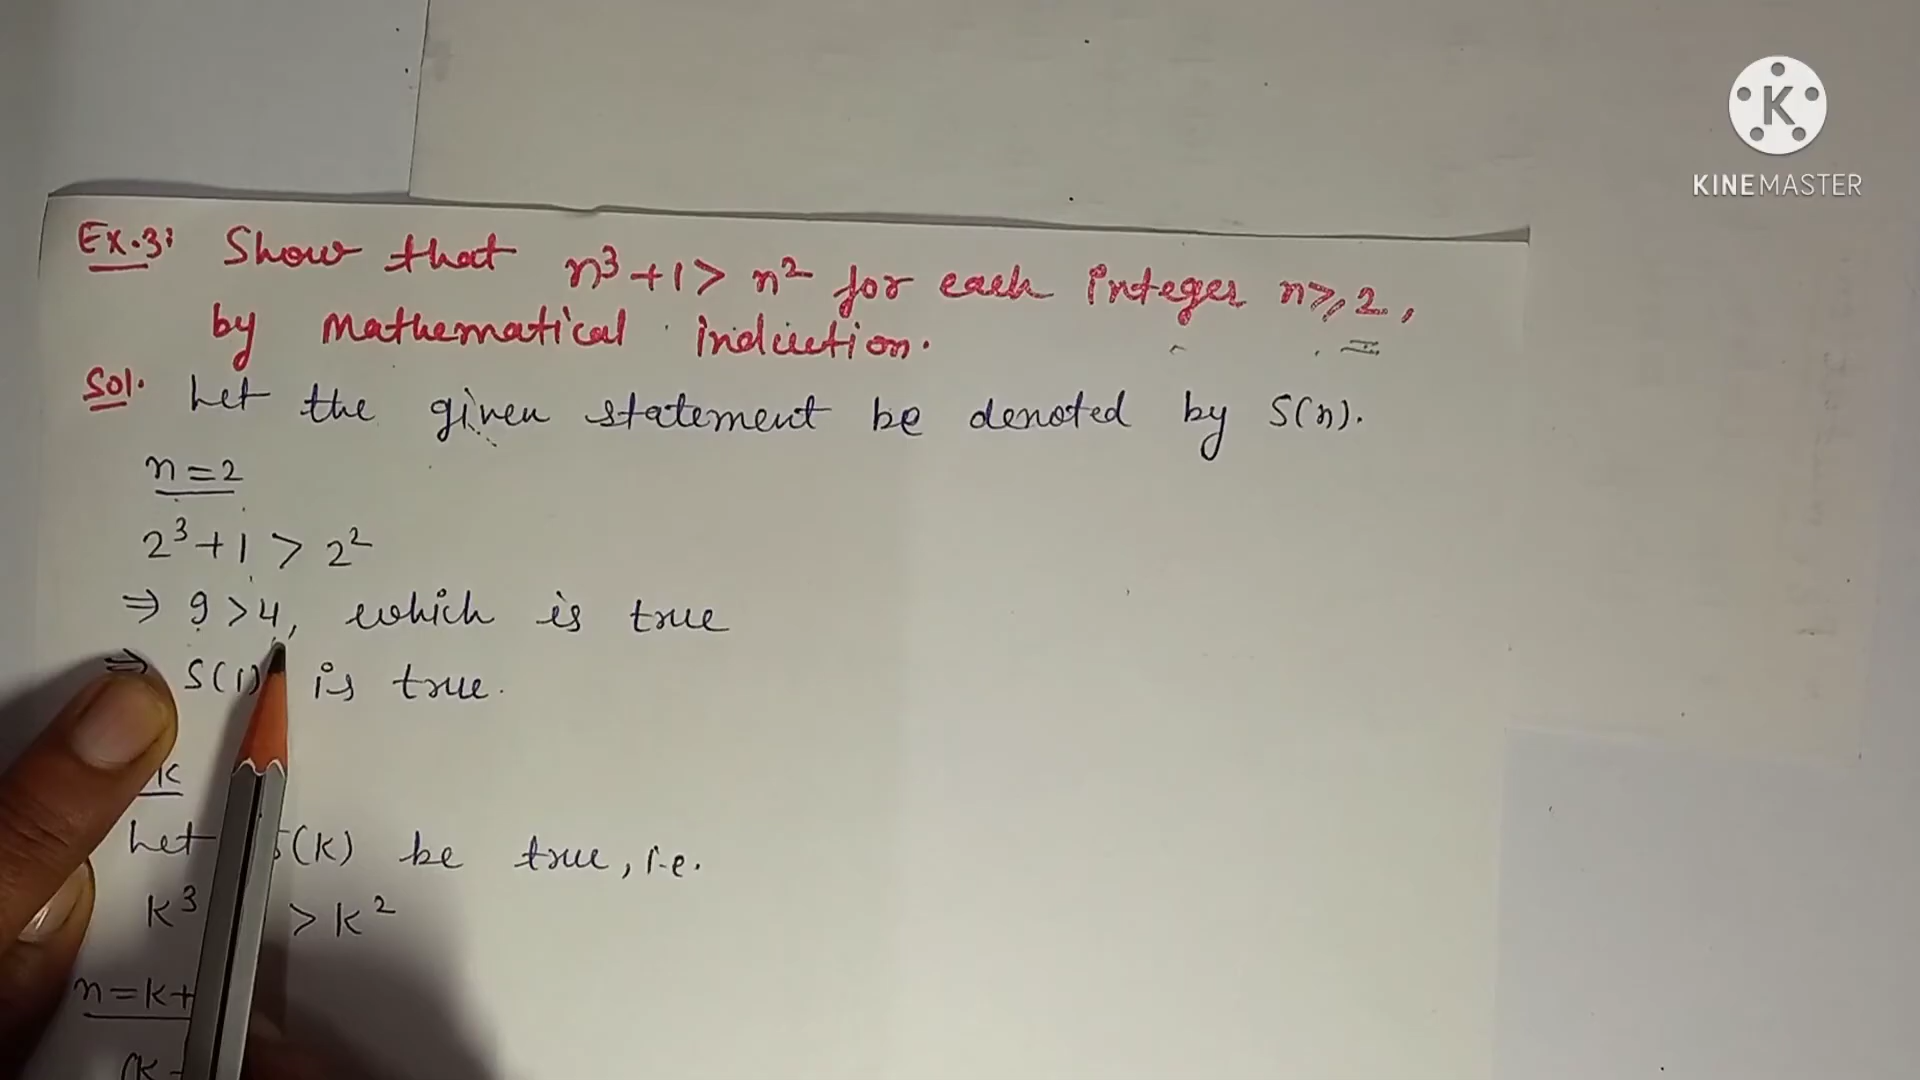 KINEMASTER
Ex.3: Show that n³+1 > n² for each integer n≥2,
by Mathematical induction.
Sol. Let the given statement be denoted by S(n).
n=2
2³+1 > 2²
⇒ 9>4, which is true
⇒ S(1) is true.
K
Let S(K) be true, i.e.
K³ > K²
n=K+
(K-